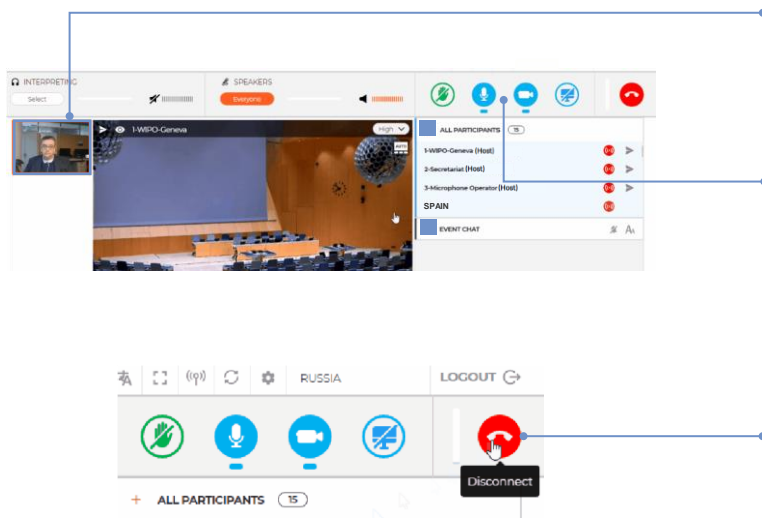 INTERPRETING
Select
SPEAKERS
Everyone
1-WIPO-Geneva
High
AUTO
ALL PARTICIPANTS 15
1-WIPO-Geneva (Host)
2-Secretariat (Host)
3-Microphone Operator (Host)
SPAIN
EVENT CHAT
RUSSIA
LOGOUT
Disconnect
+ ALL PARTICIPANTS 15